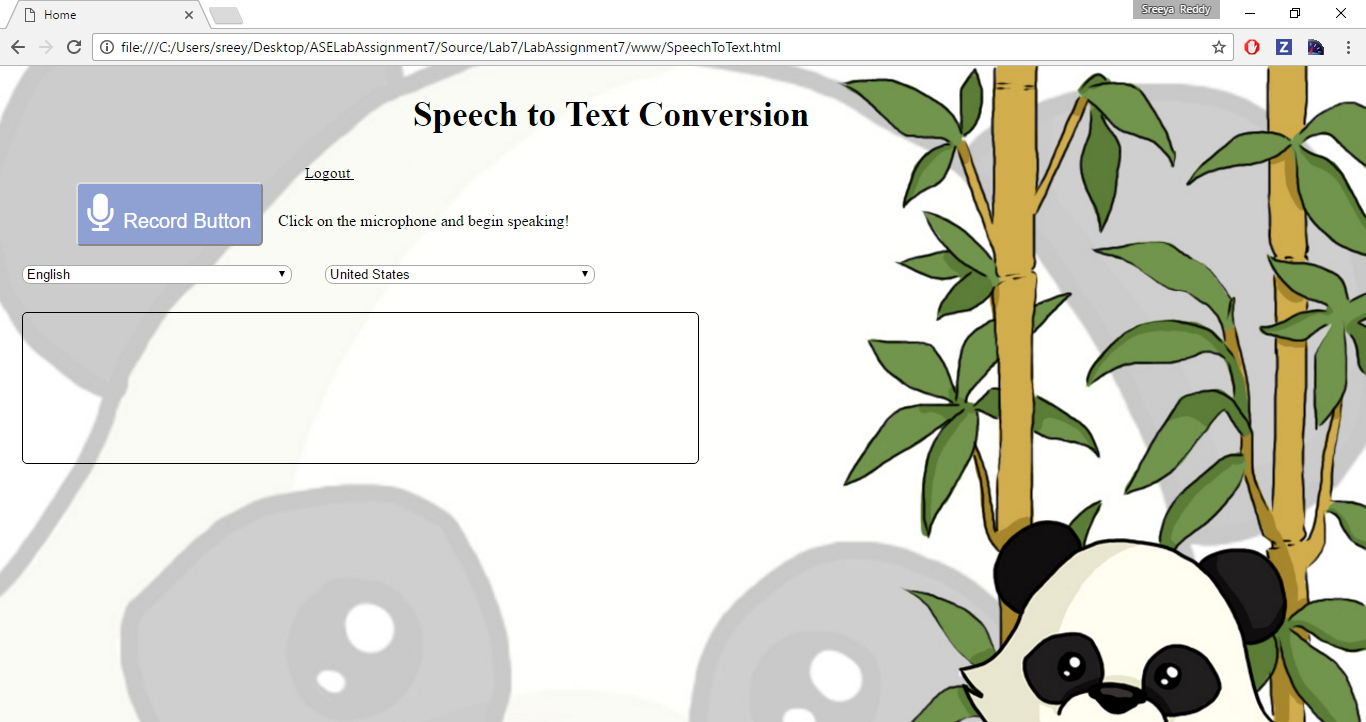 Home
Sreeya Reddy
file:///C:/Users/sreey/Desktop/ASELabAssignment7/Source/Lab7/LabAssignment7/www/SpeechToText.html
Z
Speech to Text Conversion
Logout
Record Button
Click on the microphone and begin speaking!
English
United States